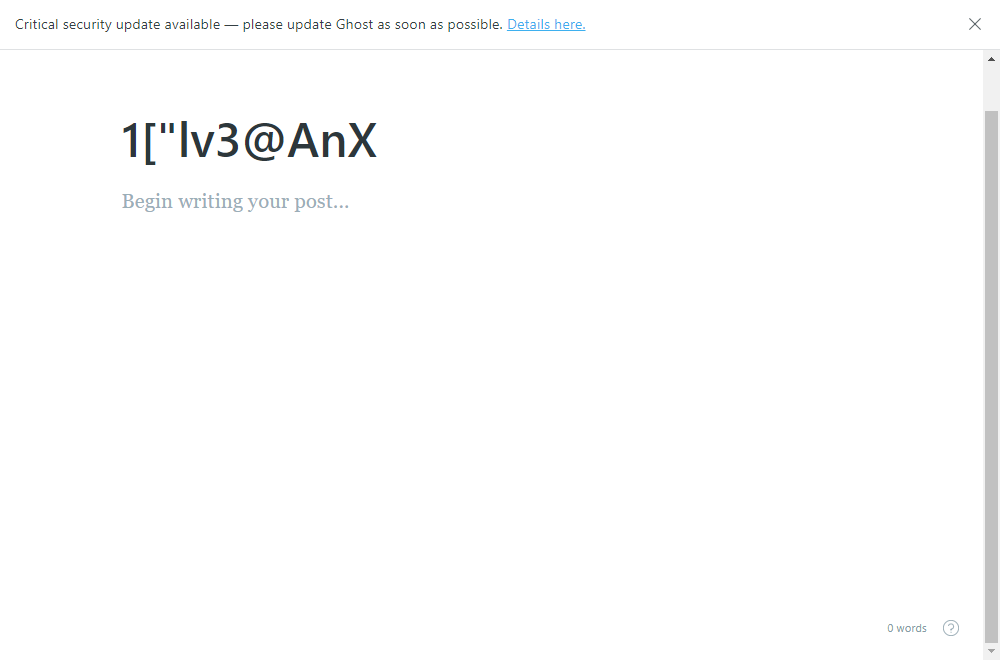 Critical security update available — please update Ghost as soon as possible. Details here.
1["lv3@AnX
Begin writing your post...
0 words
?